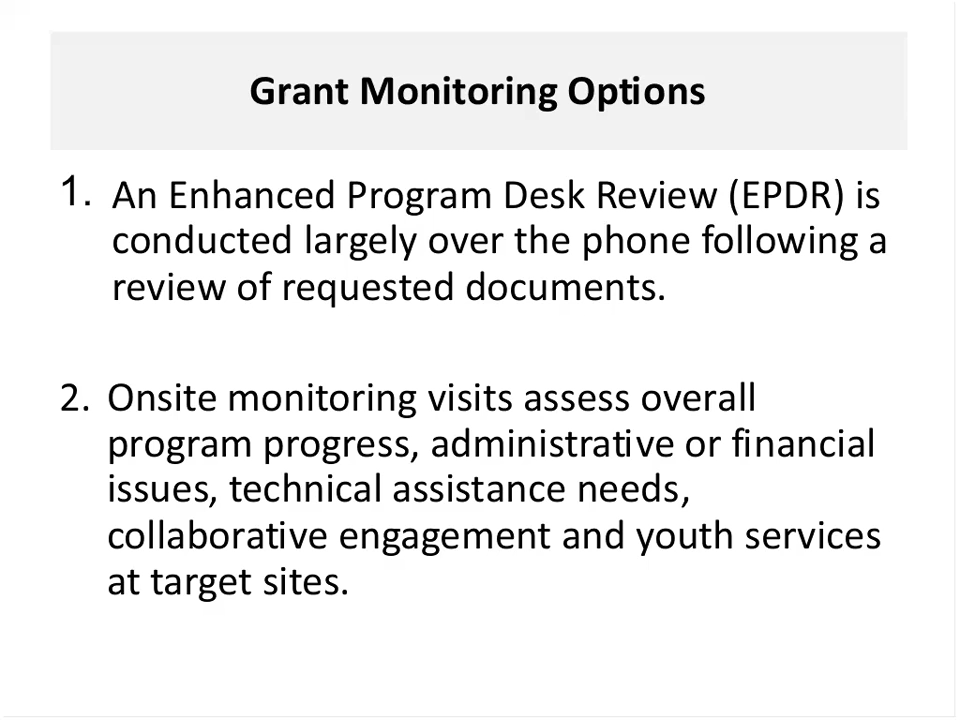 Grant Monitoring Options
1. An Enhanced Program Desk Review (EPDR) is
conducted largely over the phone following a
review of requested documents.
2. Onsite monitoring visits assess overall
program progress, administrative or financial
issues, technical assistance needs,
collaborative engagement and youth services
at target sites.